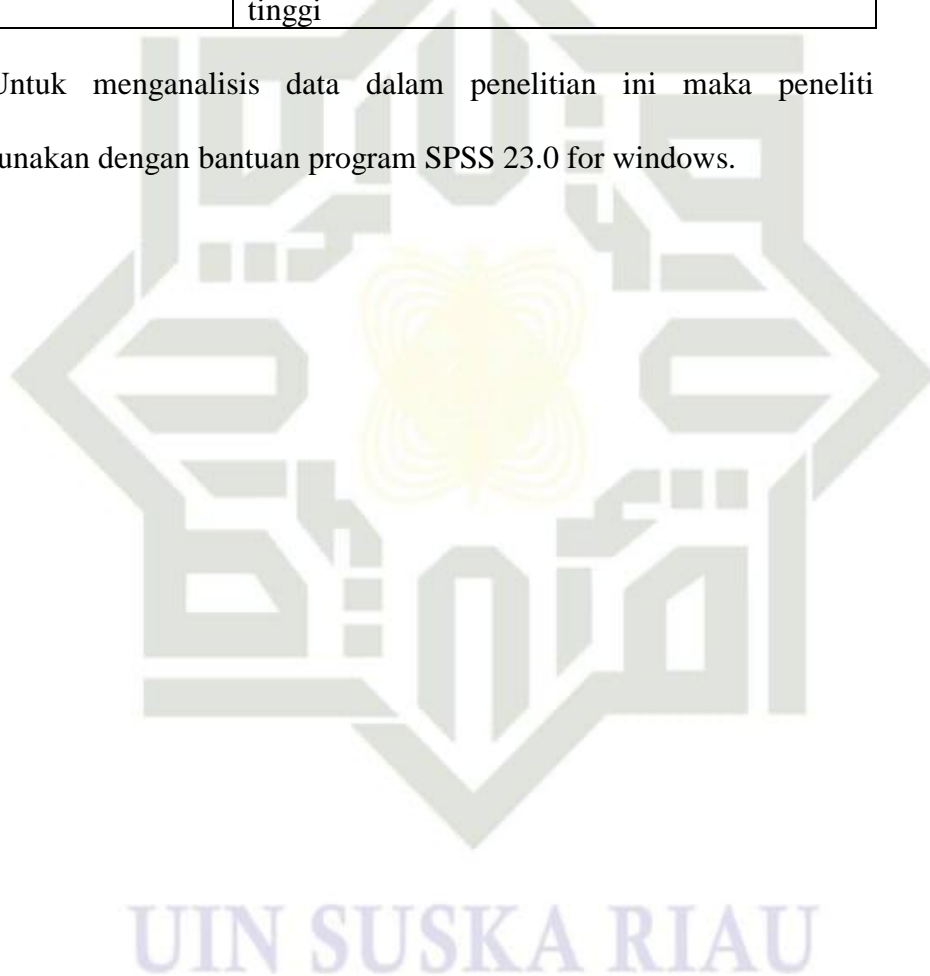 tinggi
Untuk menganalisis data dalam penelitian ini maka peneliti
unakan dengan bantuan program SPSS 23.0 for windows.
UIN SUSKA RIAU